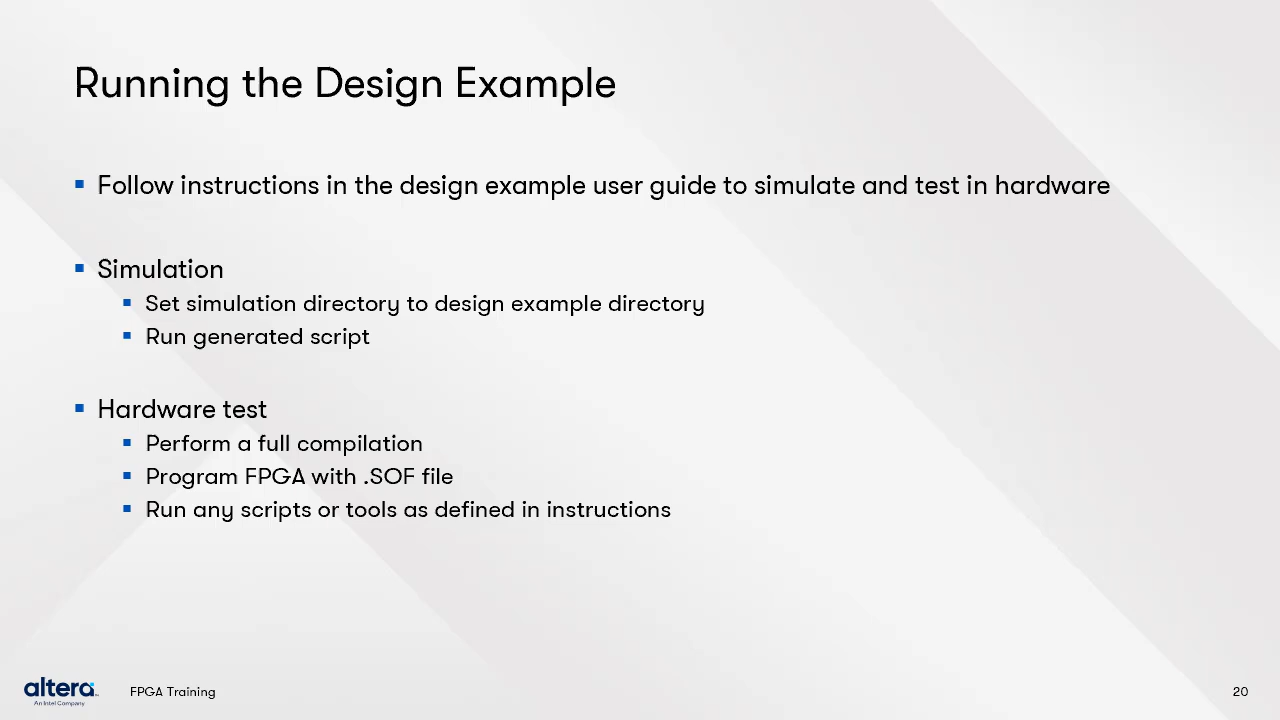 Running the Design Example
Follow instructions in the design example user guide to simulate and test in hardware
Simulation
Set simulation directory to design example directory
Run generated script
Hardware test
Perform a full compilation
Program FPGA with .SOF file
Run any scripts or tools as defined in instructions
altera
An Intel Company
FPGA Training
20